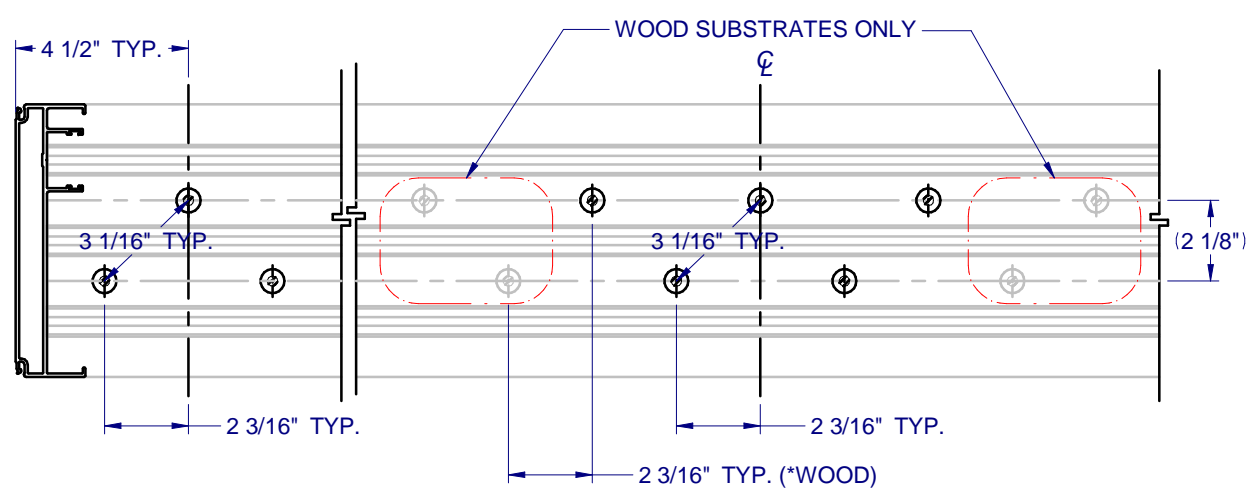 WOOD SUBSTRATES ONLY
4 1/2" TYP.
℄
3 1/16" TYP.
3 1/16" TYP.
(2 1/8")
2 3/16" TYP.
2 3/16" TYP.
2 3/16" TYP. (*WOOD)